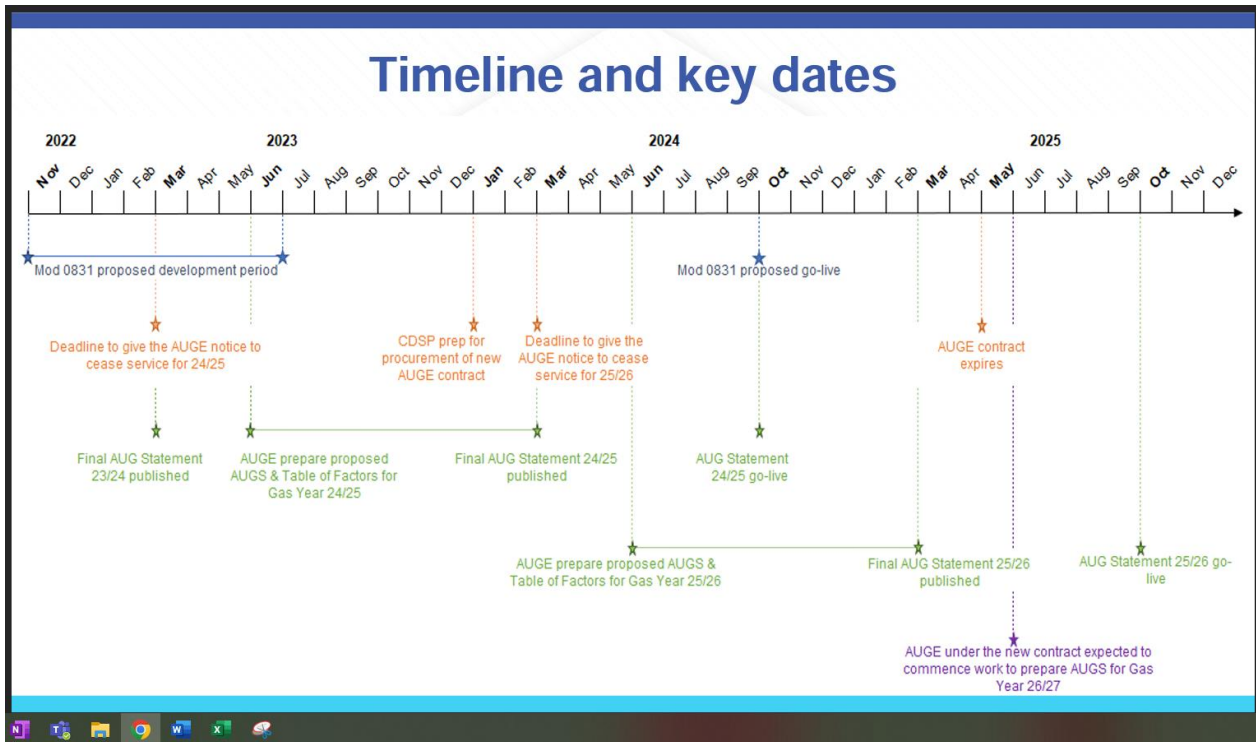 Timeline and key dates
2022
2023
2024
2025
Nov Dec Jan Feb Mar Apr May Jun Jul Aug Sep Oct Nov Dec Jan Feb Mar Apr May Jun Jul Aug Sep Oct Nov Dec Jan Feb Mar Apr May Jun Jul Aug Sep Oct Nov Dec
Mod 0831 proposed development period
Mod 0831 proposed go-live
Deadline to give the AUGE notice to
cease service for 24/25
CDSP prep for
procurement of new
AUGE contract
Deadline to give the
AUGE notice to cease
service for 25/26
AUGE contract
expires
Final AUG Statement
23/24 published
AUGE prepare proposed
AUGS & Table of Factors for
Gas Year 24/25
Final AUG Statement 24/25
published
AUG Statement
24/25 go-live
AUGE prepare proposed AUGS &
Table of Factors for Gas Year 25/26
Final AUG Statement 25/26
published
AUG Statement 25/26 go-
live
AUGE under the new contract expected to
commence work to prepare AUGS for Gas
Year 26/27
N
T
W
X